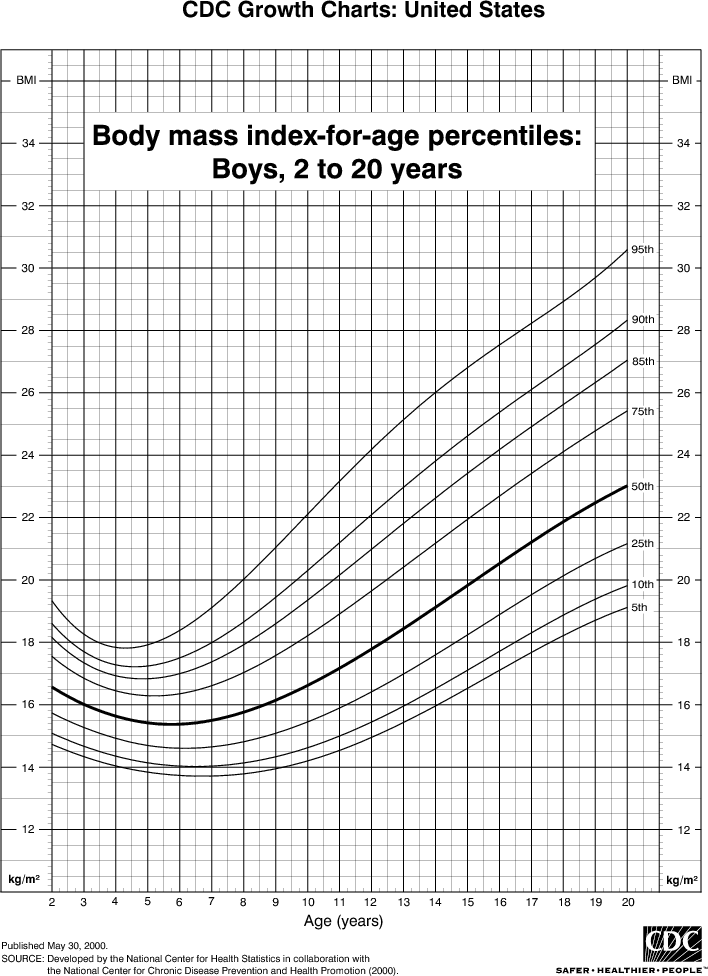 CDC Growth Charts: United States
BMI BMI
Body mass index-for-age percentiles:
Boys, 2 to 20 years
34 34
32 32
95th
30 30
90th
28 28
85th
26 26
75th
24 24
50th
22 22
25th
20 20
10th
5th
18 18
16 16
14 14
12 12
kg/m² kg/m²
2 3 4 5 6 7 8 9 10 11 12 13 14 15 16 17 18 19 20
Age (years)
Published May 30, 2000.
SOURCE: Developed by the National Center for Health Statistics in collaboration with
the National Center for Chronic Disease Prevention and Health Promotion (2000).
CDC
SAFER • HEALTHIER • PEOPLE™